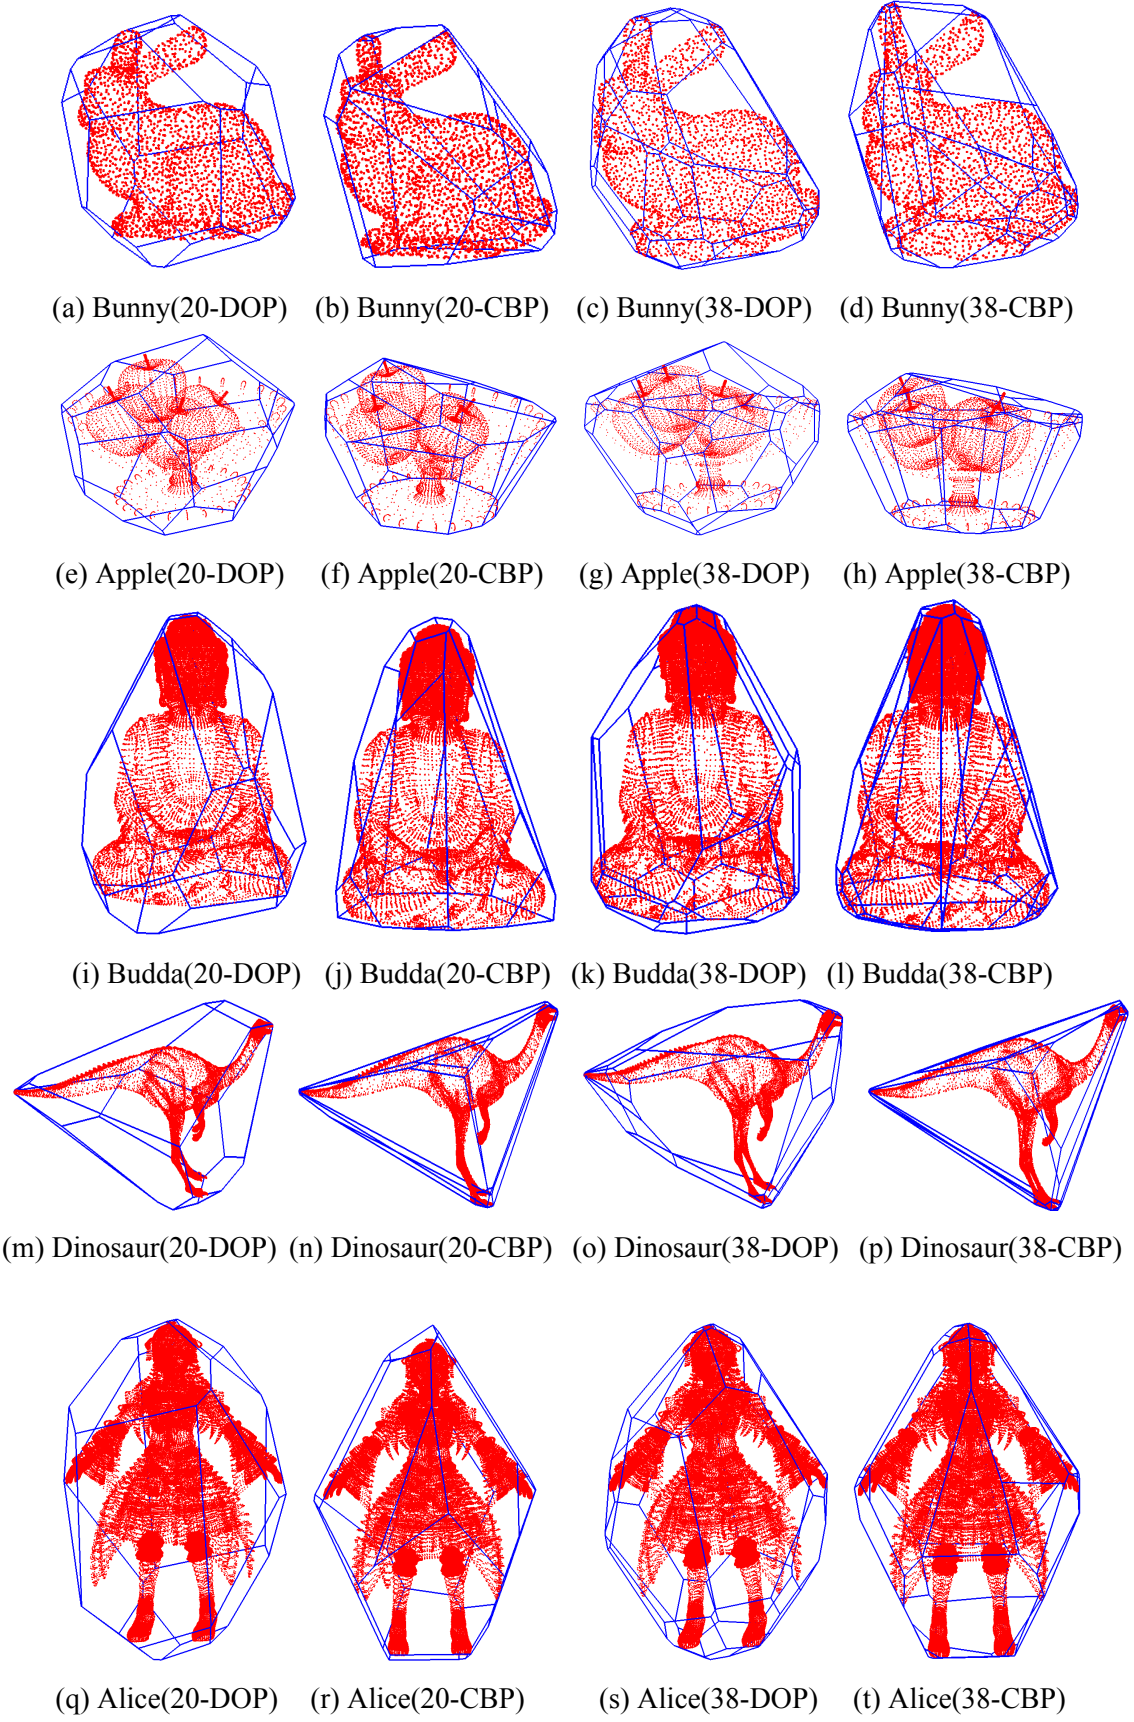 (a) Bunny(20-DOP) (b) Bunny(20-CBP) (c) Bunny(38-DOP) (d) Bunny(38-CBP)
(e) Apple(20-DOP) (f) Apple(20-CBP) (g) Apple(38-DOP) (h) Apple(38-CBP)
(i) Budda(20-DOP) (j) Budda(20-CBP) (k) Budda(38-DOP) (l) Budda(38-CBP)
(m) Dinosaur(20-DOP) (n) Dinosaur(20-CBP) (o) Dinosaur(38-DOP) (p) Dinosaur(38-CBP)
(q) Alice(20-DOP) (r) Alice(20-CBP) (s) Alice(38-DOP) (t) Alice(38-CBP)